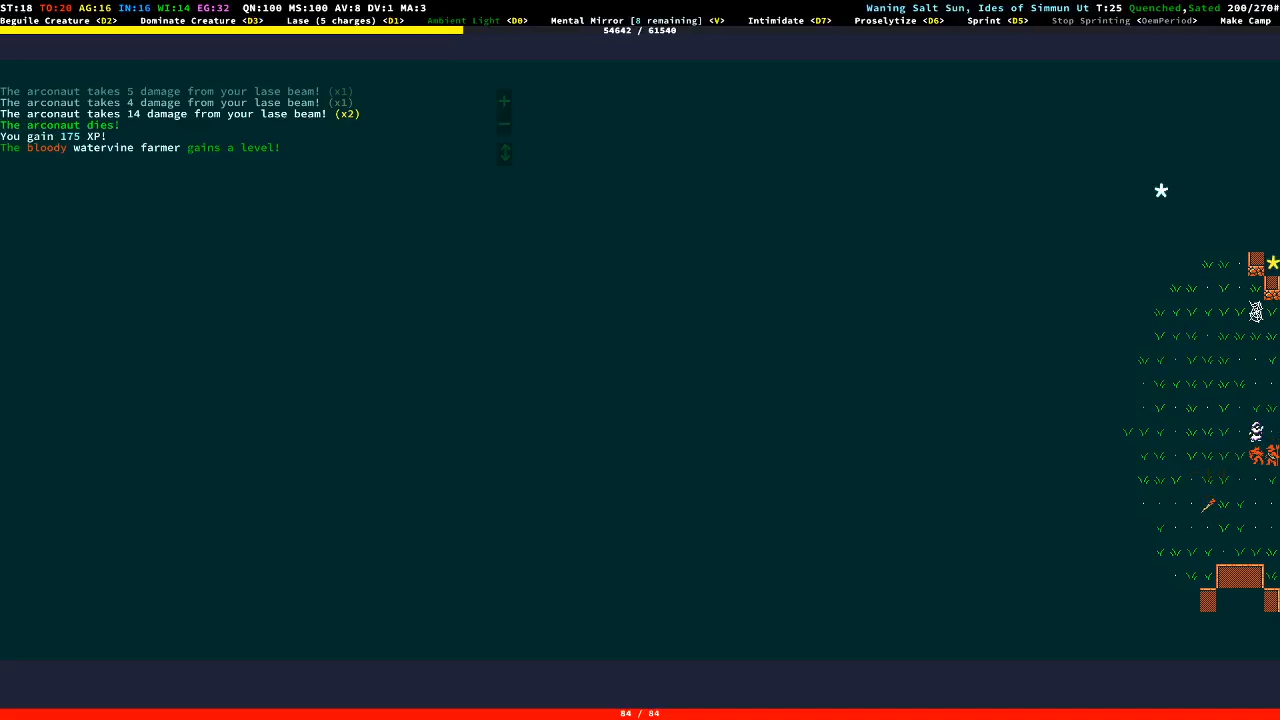 ST:18 TO:20 AG:16 IN:16 WI:14 EG:32 QN:100 MS:100 AV:8 DV:1 MA:3 Waning Salt Sun, Ides of Simmun Ut T:25 Quenched,Sated 200/270#
Beguile Creature <D2> Dominate Creature <D3> Lase (5 charges) <D1> Ambient Light <D0> Mental Mirror [8 remaining] <V> Intimidate <D7> Proselytize <D6> Sprint <D5> Stop Sprinting <OemPeriod> Make Camp
54642 / 61540
The arconaut takes 5 damage from your lase beam! (x1)
The arconaut takes 4 damage from your lase beam! (x1)
The arconaut takes 14 damage from your lase beam! (x2)
The arconaut dies!
You gain 175 XP!
The bloody watervine farmer gains a level!
84 / 84